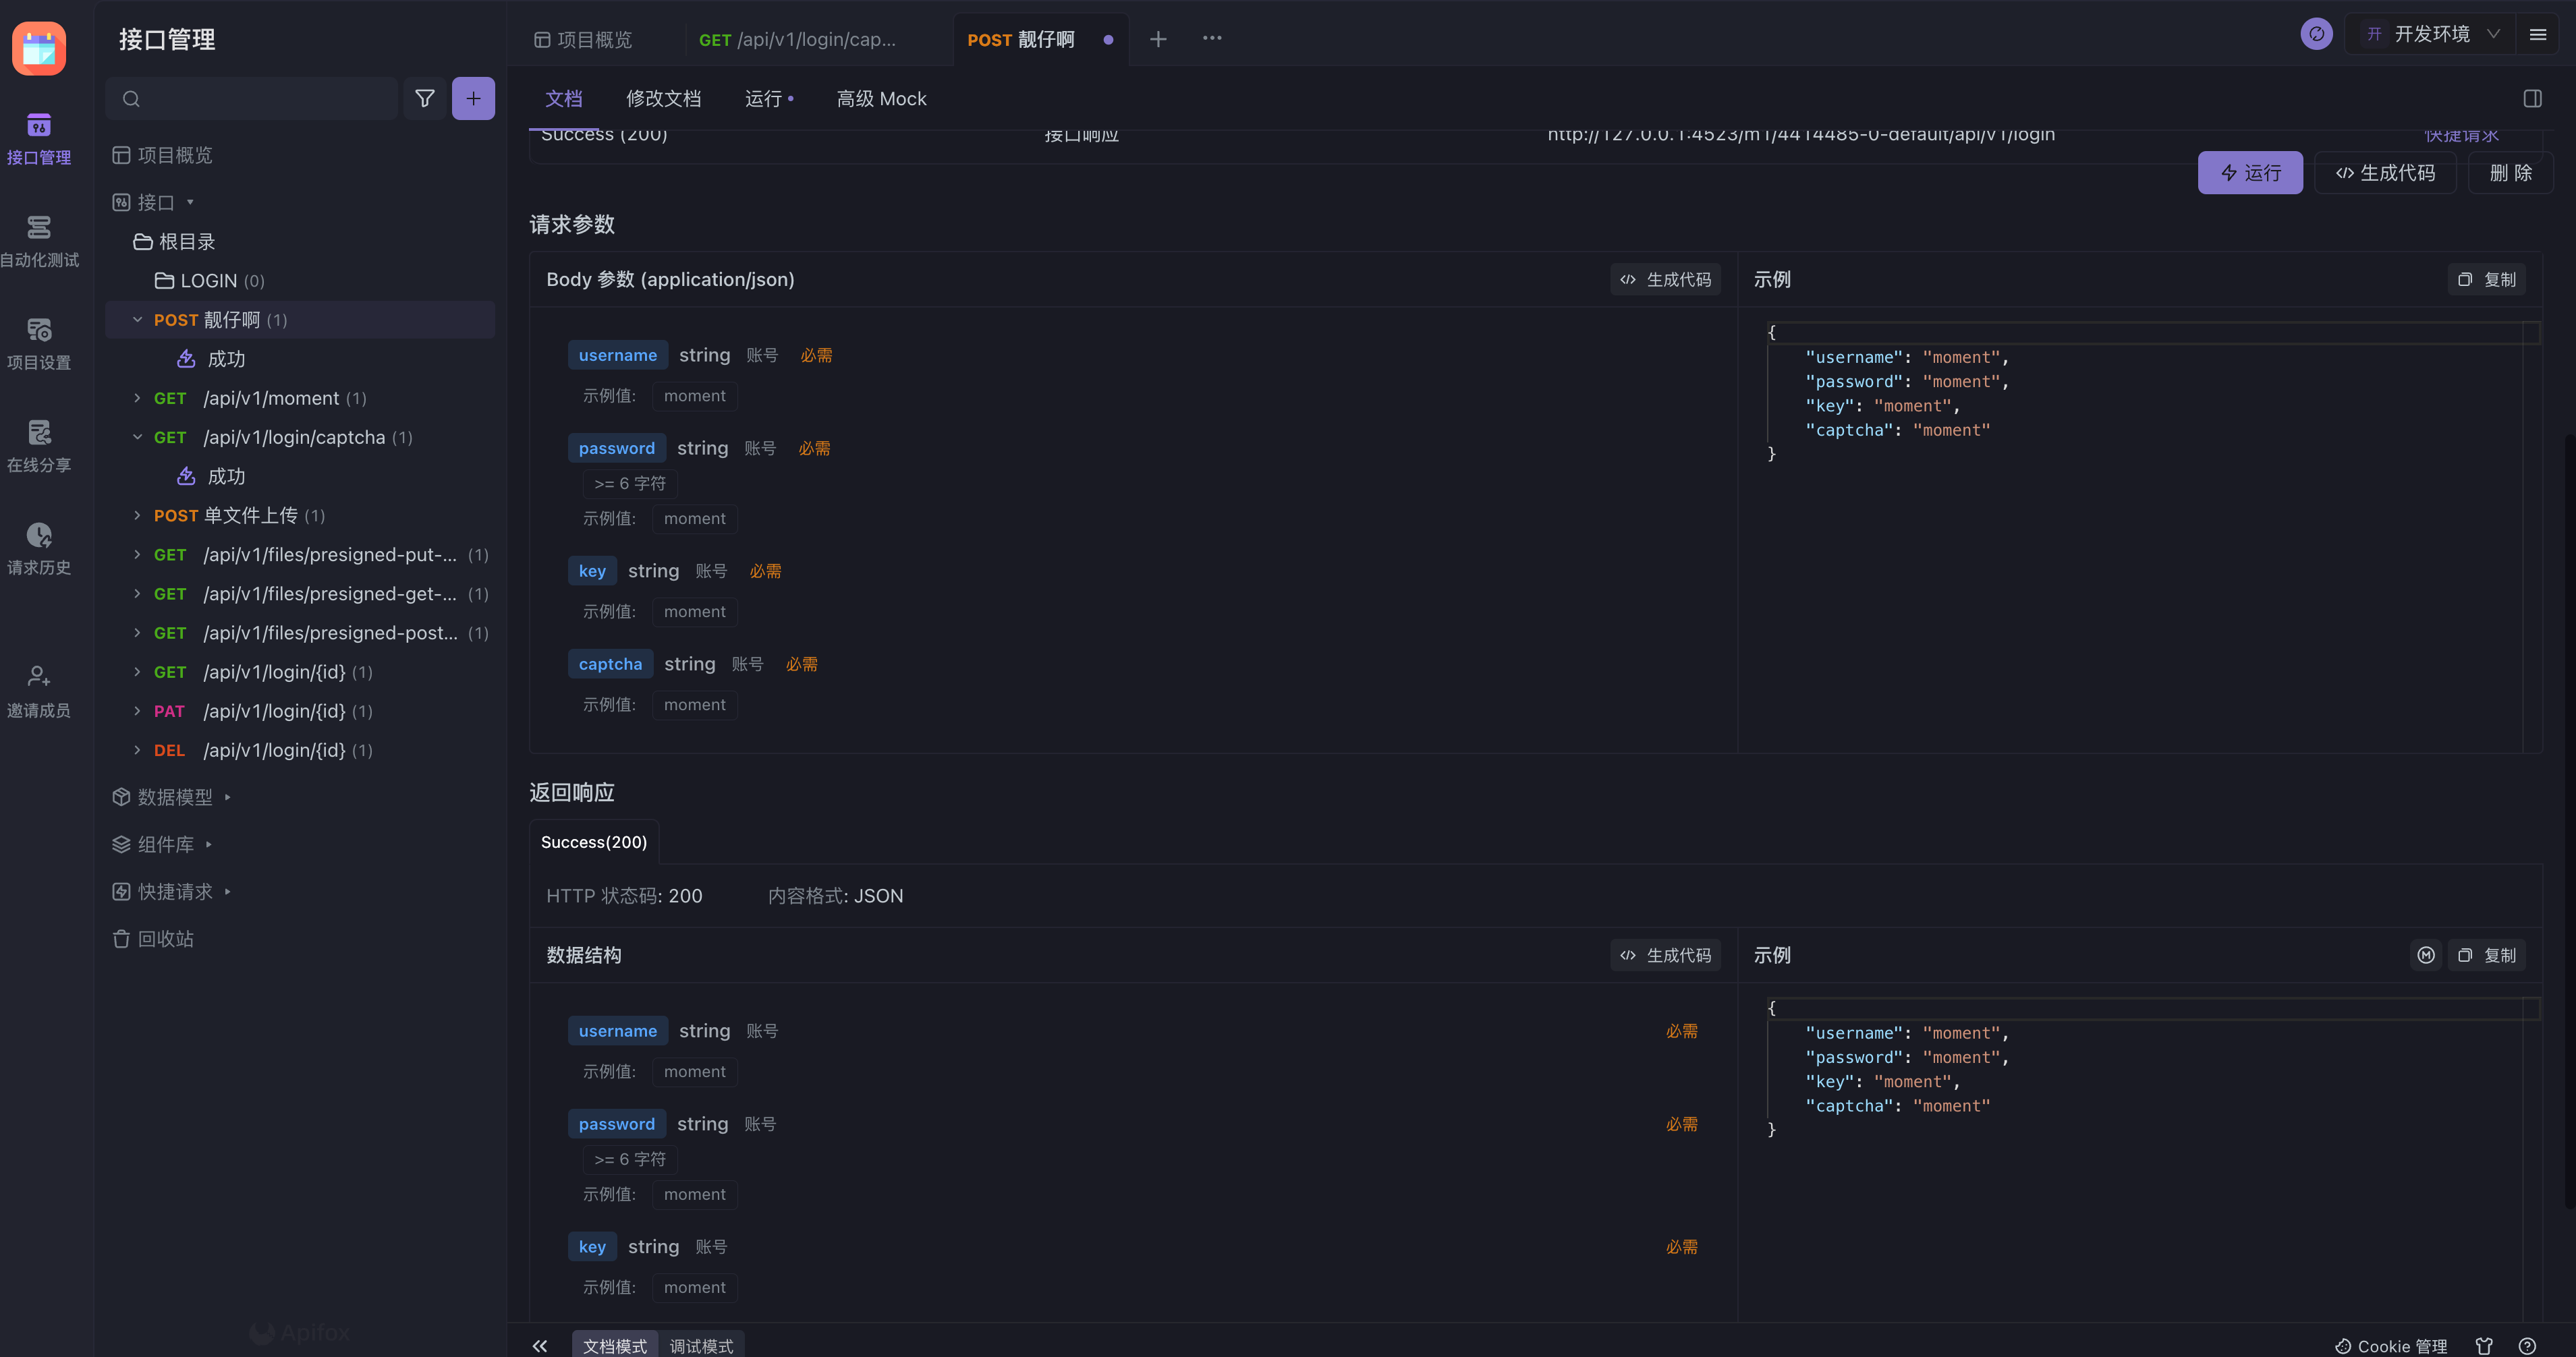 接口管理
自动化测试
项目设置
在线分享
请求历史
邀请成员
接口管理
项目概览
接口
根目录
LOGIN (0)
POST 靓仔啊 (1)
成功
GET /api/v1/moment (1)
GET /api/v1/login/captcha (1)
成功
POST 单文件上传 (1)
GET /api/v1/files/presigned-put-... (1)
GET /api/v1/files/presigned-get-... (1)
GET /api/v1/files/presigned-post... (1)
GET /api/v1/login/{id} (1)
PAT /api/v1/login/{id} (1)
DEL /api/v1/login/{id} (1)
数据模型
组件库
快捷请求
回收站
Apifox
项目概览 GET /api/v1/login/cap... POST 靓仔啊
开 开发环境
文档 修改文档 运行 高级 Mock
Success (200) 接口响应 http://127.0.0.1:4523/m1/4414485-0-default/api/v1/login 快捷请求
运行 生成代码 删 除
请求参数
Body 参数 (application/json) 生成代码
username string 账号 必需
示例值: moment
password string 账号 必需
>= 6 字符
示例值: moment
key string 账号 必需
示例值: moment
captcha string 账号 必需
示例值: moment
示例 复制
{
"username": "moment",
"password": "moment",
"key": "moment",
"captcha": "moment"
}
返回响应
Success(200)
HTTP 状态码: 200 内容格式: JSON
数据结构 生成代码
username string 账号 必需
示例值: moment
password string 账号 必需
>= 6 字符
示例值: moment
key string 账号 必需
示例值: moment
示例 M 复制
{
"username": "moment",
"password": "moment",
"key": "moment",
"captcha": "moment"
}
文档模式 调试模式
Cookie 管理